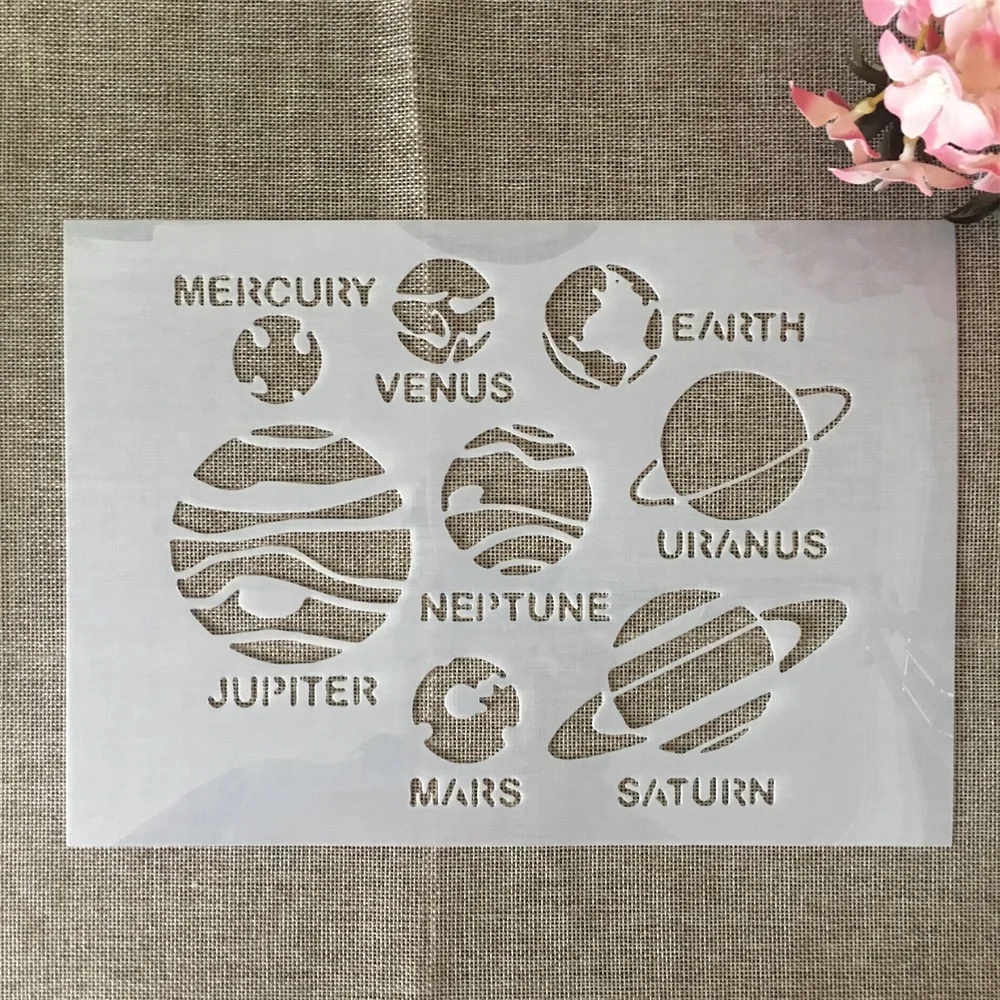 MERCURY
EARTH
VENUS
URANUS
NEPTUNE
JUPITER
MARS
SATURN